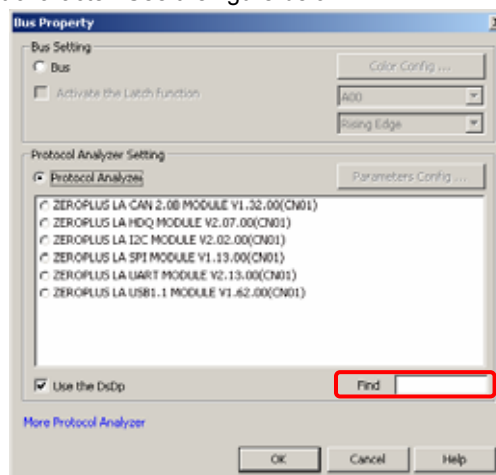 Bus Property
Bus Setting
Bus
Color Config ...
Activate the Latch function
A00
Rising Edge
Protocol Analyzer Setting
Protocol Analyzer
Parameters Config ...
ZEROPLUS LA CAN 2.0B MODULE V1.32.00(CN01)
ZEROPLUS LA HDQ MODULE V2.07.00(CN01)
ZEROPLUS LA I2C MODULE V2.02.00(CN01)
ZEROPLUS LA SPI MODULE V1.13.00(CN01)
ZEROPLUS LA UART MODULE V2.13.00(CN01)
ZEROPLUS LA USB1.1 MODULE V1.62.00(CN01)
Use the DsDp
Find
More Protocol Analyzer
OK
Cancel
Help